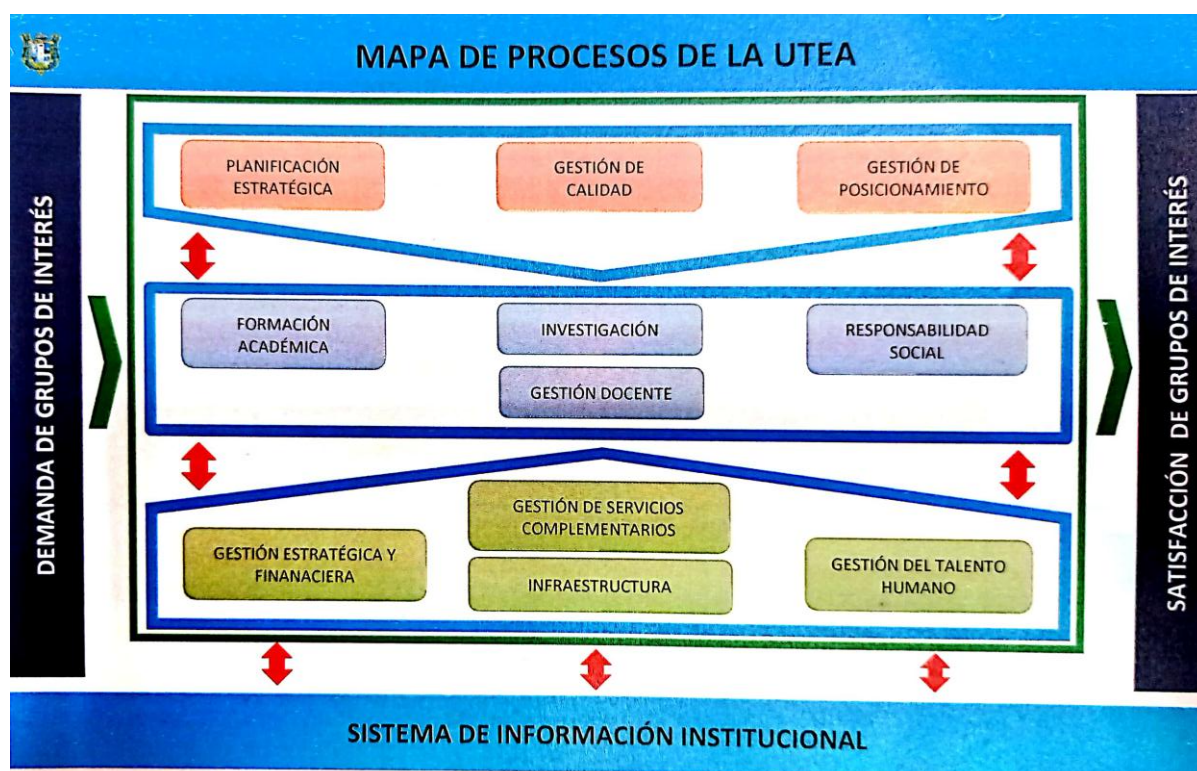 MAPA DE PROCESOS DE LA UTEA
DEMANDA DE GRUPOS DE INTERÉS
PLANIFICACIÓN
ESTRATÉGICA
GESTIÓN DE
CALIDAD
GESTIÓN DE
POSICIONAMIENTO
FORMACIÓN
ACADÉMICA
INVESTIGACIÓN
GESTIÓN DOCENTE
RESPONSABILIDAD
SOCIAL
GESTIÓN ESTRATÉGICA Y
FINANACIERA
GESTIÓN DE SERVICIOS
COMPLEMENTARIOS
INFRAESTRUCTURA
GESTIÓN DEL TALENTO
HUMANO
SATISFACCIÓN DE GRUPOS DE INTERÉS
SISTEMA DE INFORMACIÓN INSTITUCIONAL